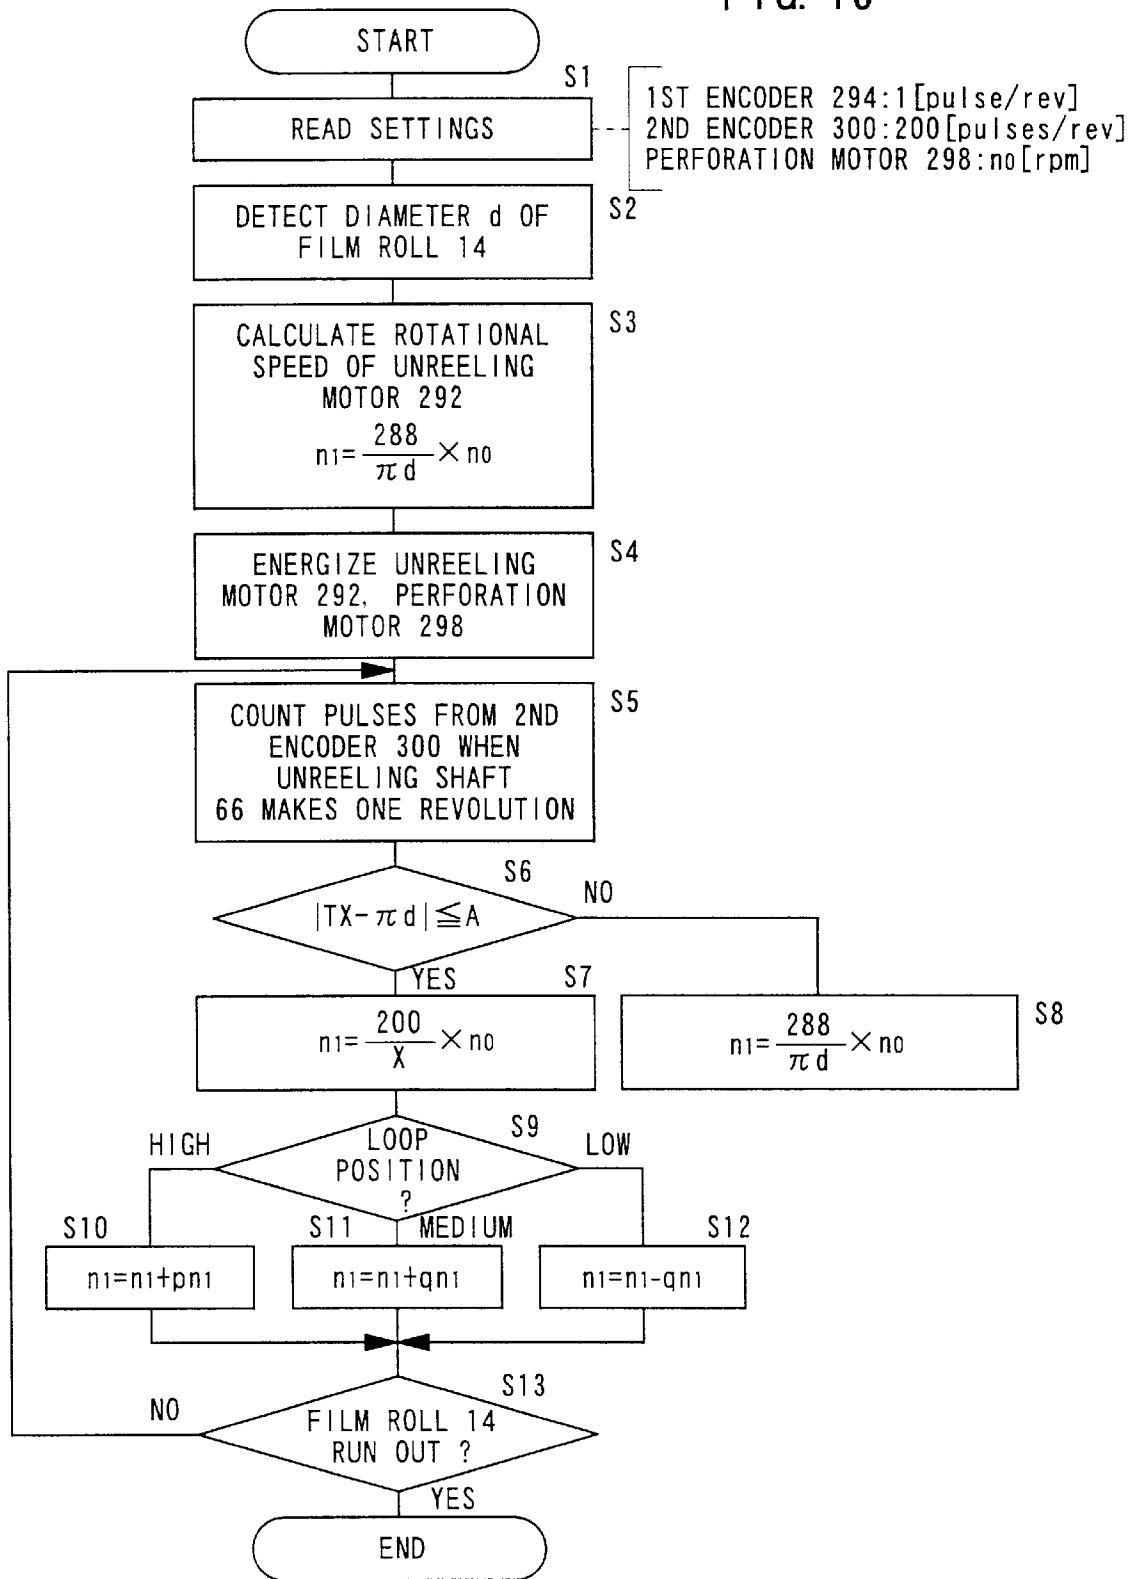 START
S1
READ SETTINGS
1ST ENCODER 294:1[pulse/rev]
2ND ENCODER 300:200[pulses/rev]
PERFORATION MOTOR 298:no[rpm]
S2
DETECT DIAMETER d OF
FILM ROLL 14
S3
CALCULATE ROTATIONAL
SPEED OF UNREELING
MOTOR 292
n1=288/πd×no
S4
ENERGIZE UNREELING
MOTOR 292, PERFORATION
MOTOR 298
S5
COUNT PULSES FROM 2ND
ENCODER 300 WHEN
UNREELING SHAFT
66 MAKES ONE REVOLUTION
S6
|TX-πd|≦A
NO
YES
S7
n1=200/X×no
S8
n1=288/πd×no
S9
LOOP
POSITION
?
HIGH
LOW
MEDIUM
S10
n1=n1+pn1
S11
n1=n1+qn1
S12
n1=n1-qn1
S13
FILM ROLL 14
RUN OUT ?
NO
YES
END